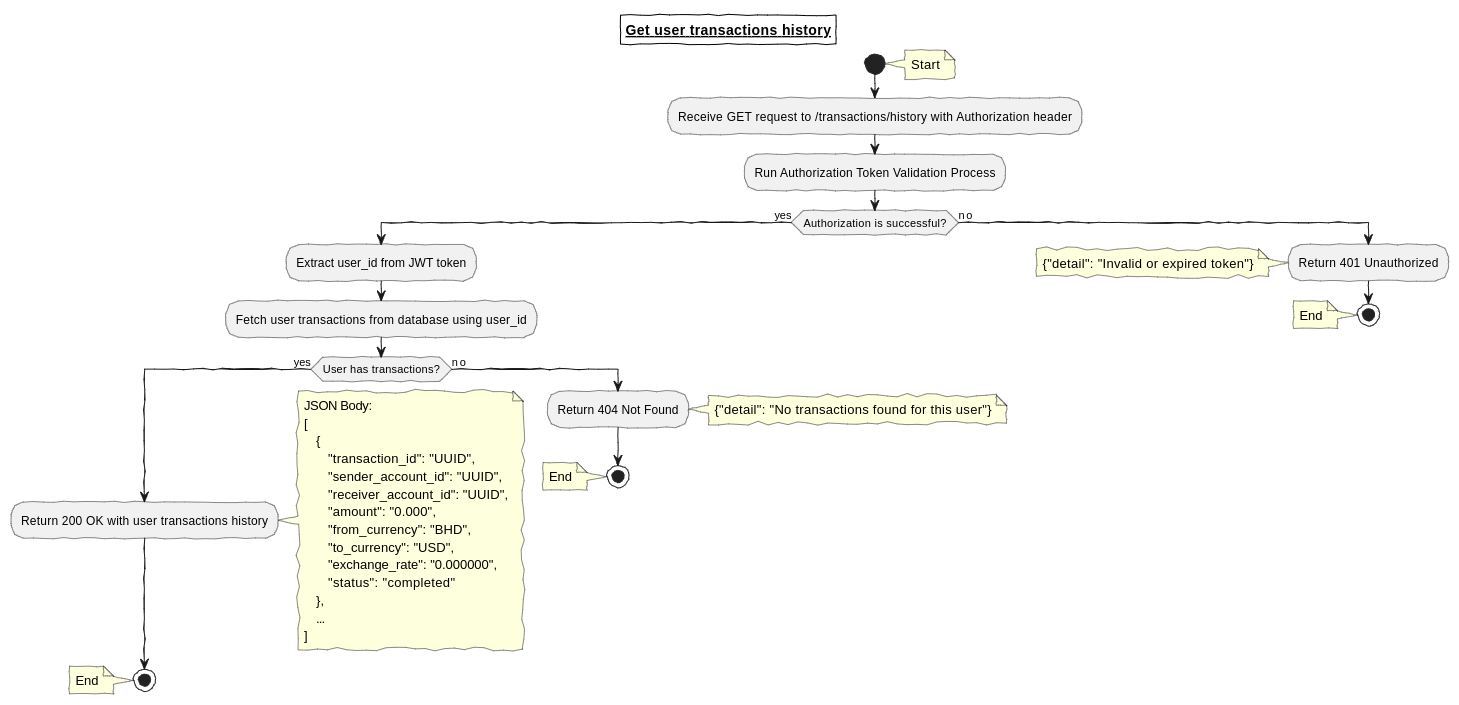 Get user transactions history
Start
Receive GET request to /transactions/history with Authorization header
Run Authorization Token Validation Process
yes
Authorization is successful?
no
Extract user_id from JWT token
{"detail": "Invalid or expired token"}
Return 401 Unauthorized
Fetch user transactions from database using user_id
End
yes
User has transactions?
no
JSON Body:
[
{
"transaction_id": "UUID",
"sender_account_id": "UUID",
"receiver_account_id": "UUID",
"amount": "0.000",
"from_currency": "BHD",
"to_currency": "USD",
"exchange_rate": "0.000000",
"status": "completed"
},
...
]
Return 404 Not Found
{"detail": "No transactions found for this user"}
End
Return 200 OK with user transactions history
End